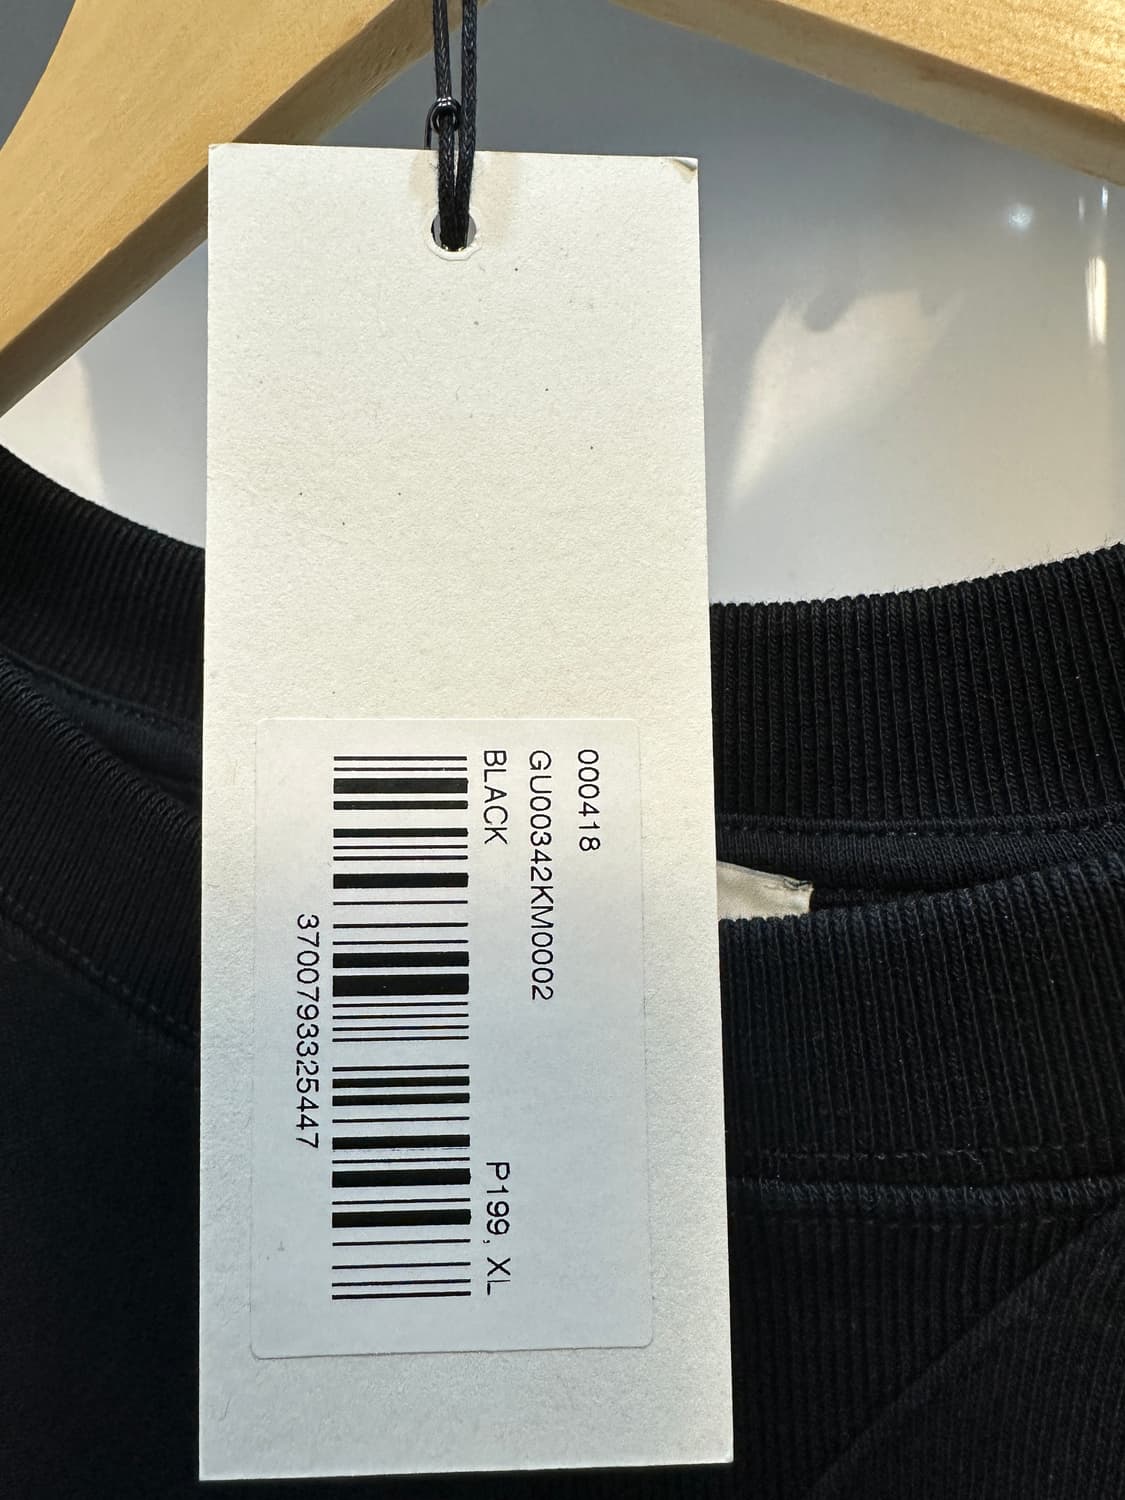 000418
GU00342KM0002
BLACK P199, XL
3700793325447